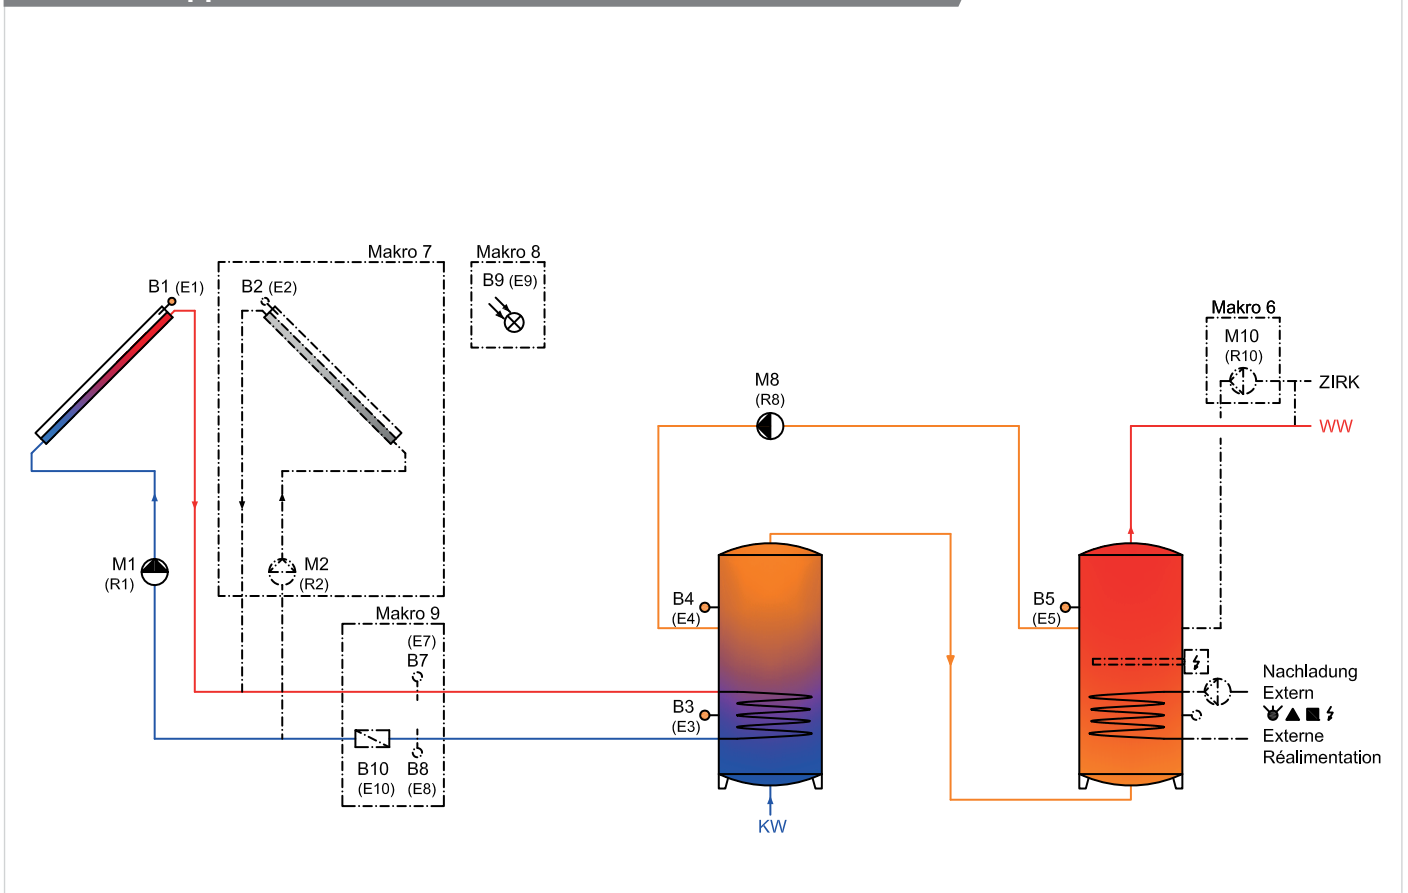 Makro 7
Makro 8
B1 (E1)
B2 (E2)
B9 (E9)
Makro 6
M10
(R10)
ZIRK
WW
M8
(R8)
M1
(R1)
M2
(R2)
Makro 9
(E7)
B7
B4
(E4)
B5
(E5)
B3
(E3)
Nachladung
Extern
Externe
Réalimentation
B10
(E10)
B8
(E8)
KW